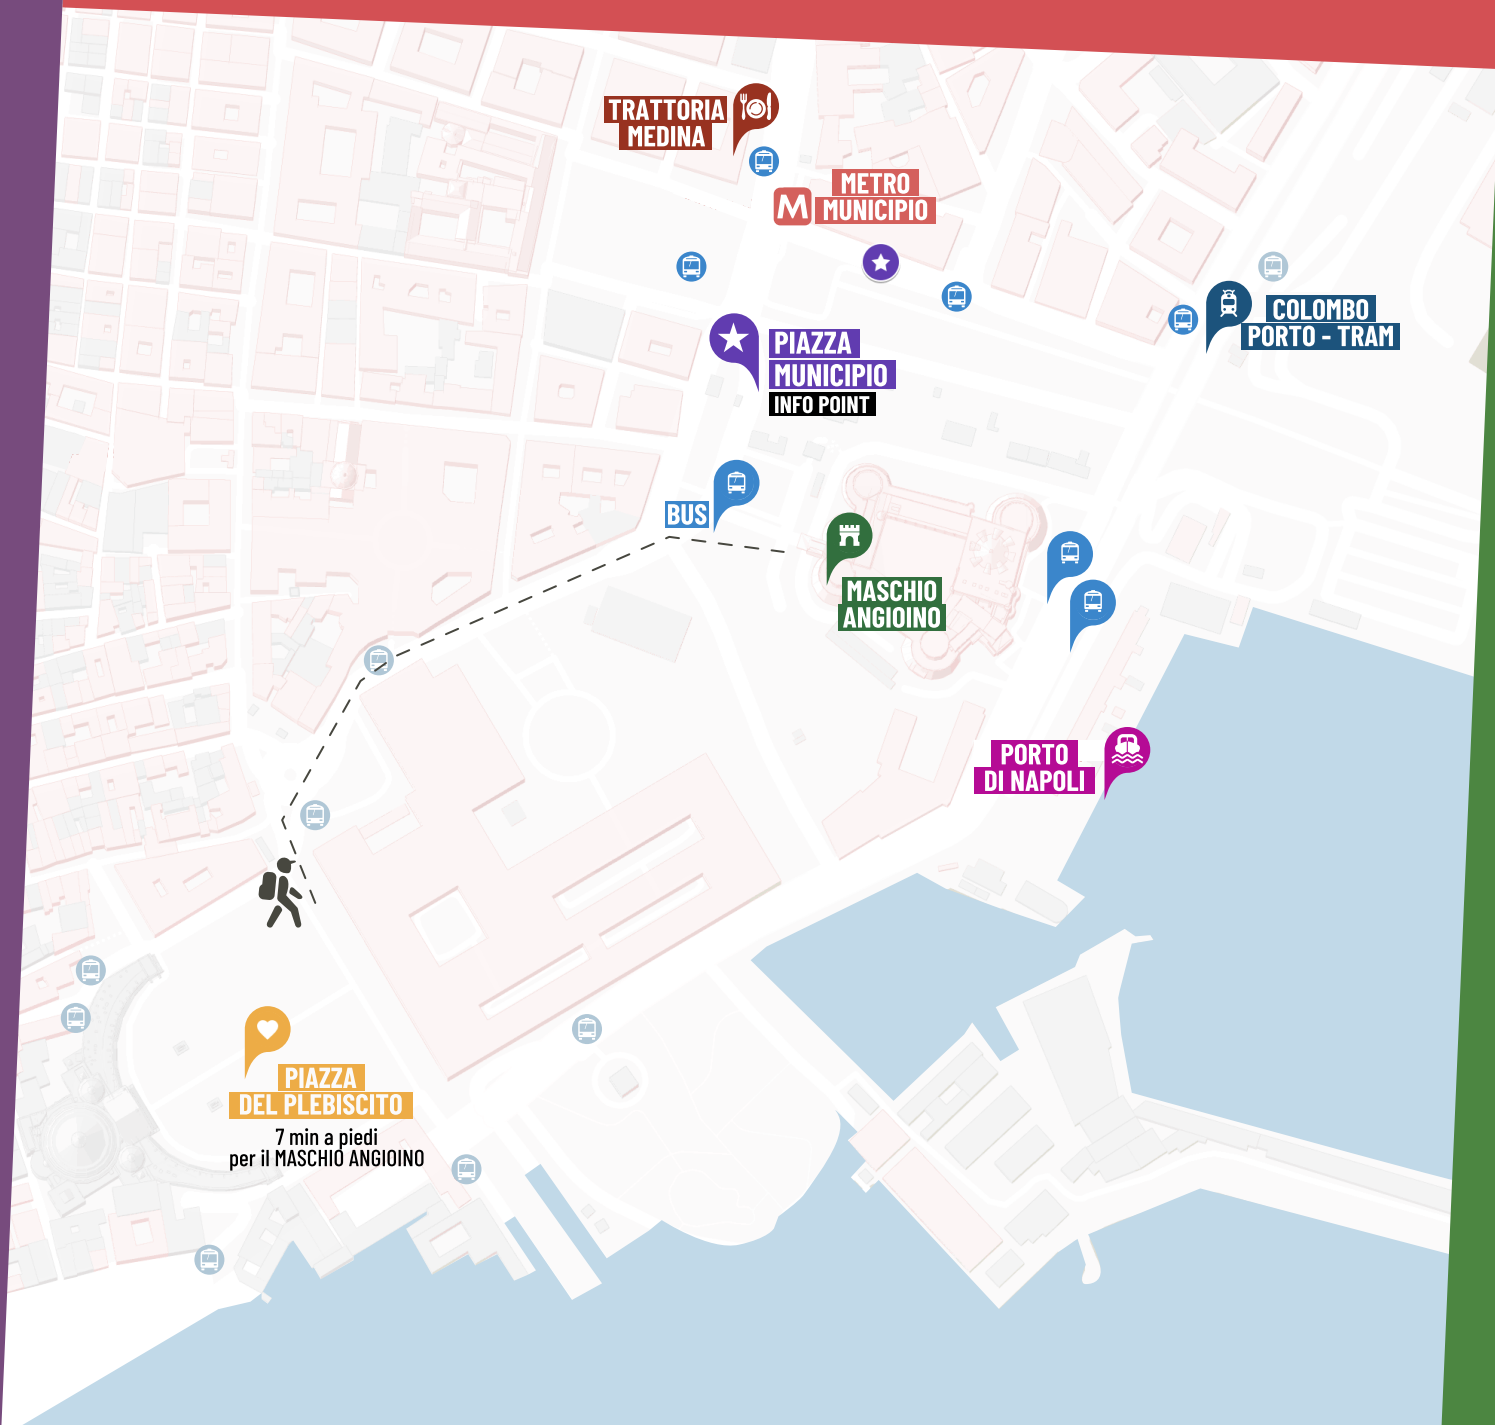 TRATTORIA
MEDINA
METRO
M MUNICIPIO
COLOMBO
PORTO - TRAM
PIAZZA
MUNICIPIO
INFO POINT
BUS
MASCHIO
ANGIOINO
PORTO
DI NAPOLI
PIAZZA
DEL PLEBISCITO
7 min a piedi
per il MASCHIO ANGIOINO